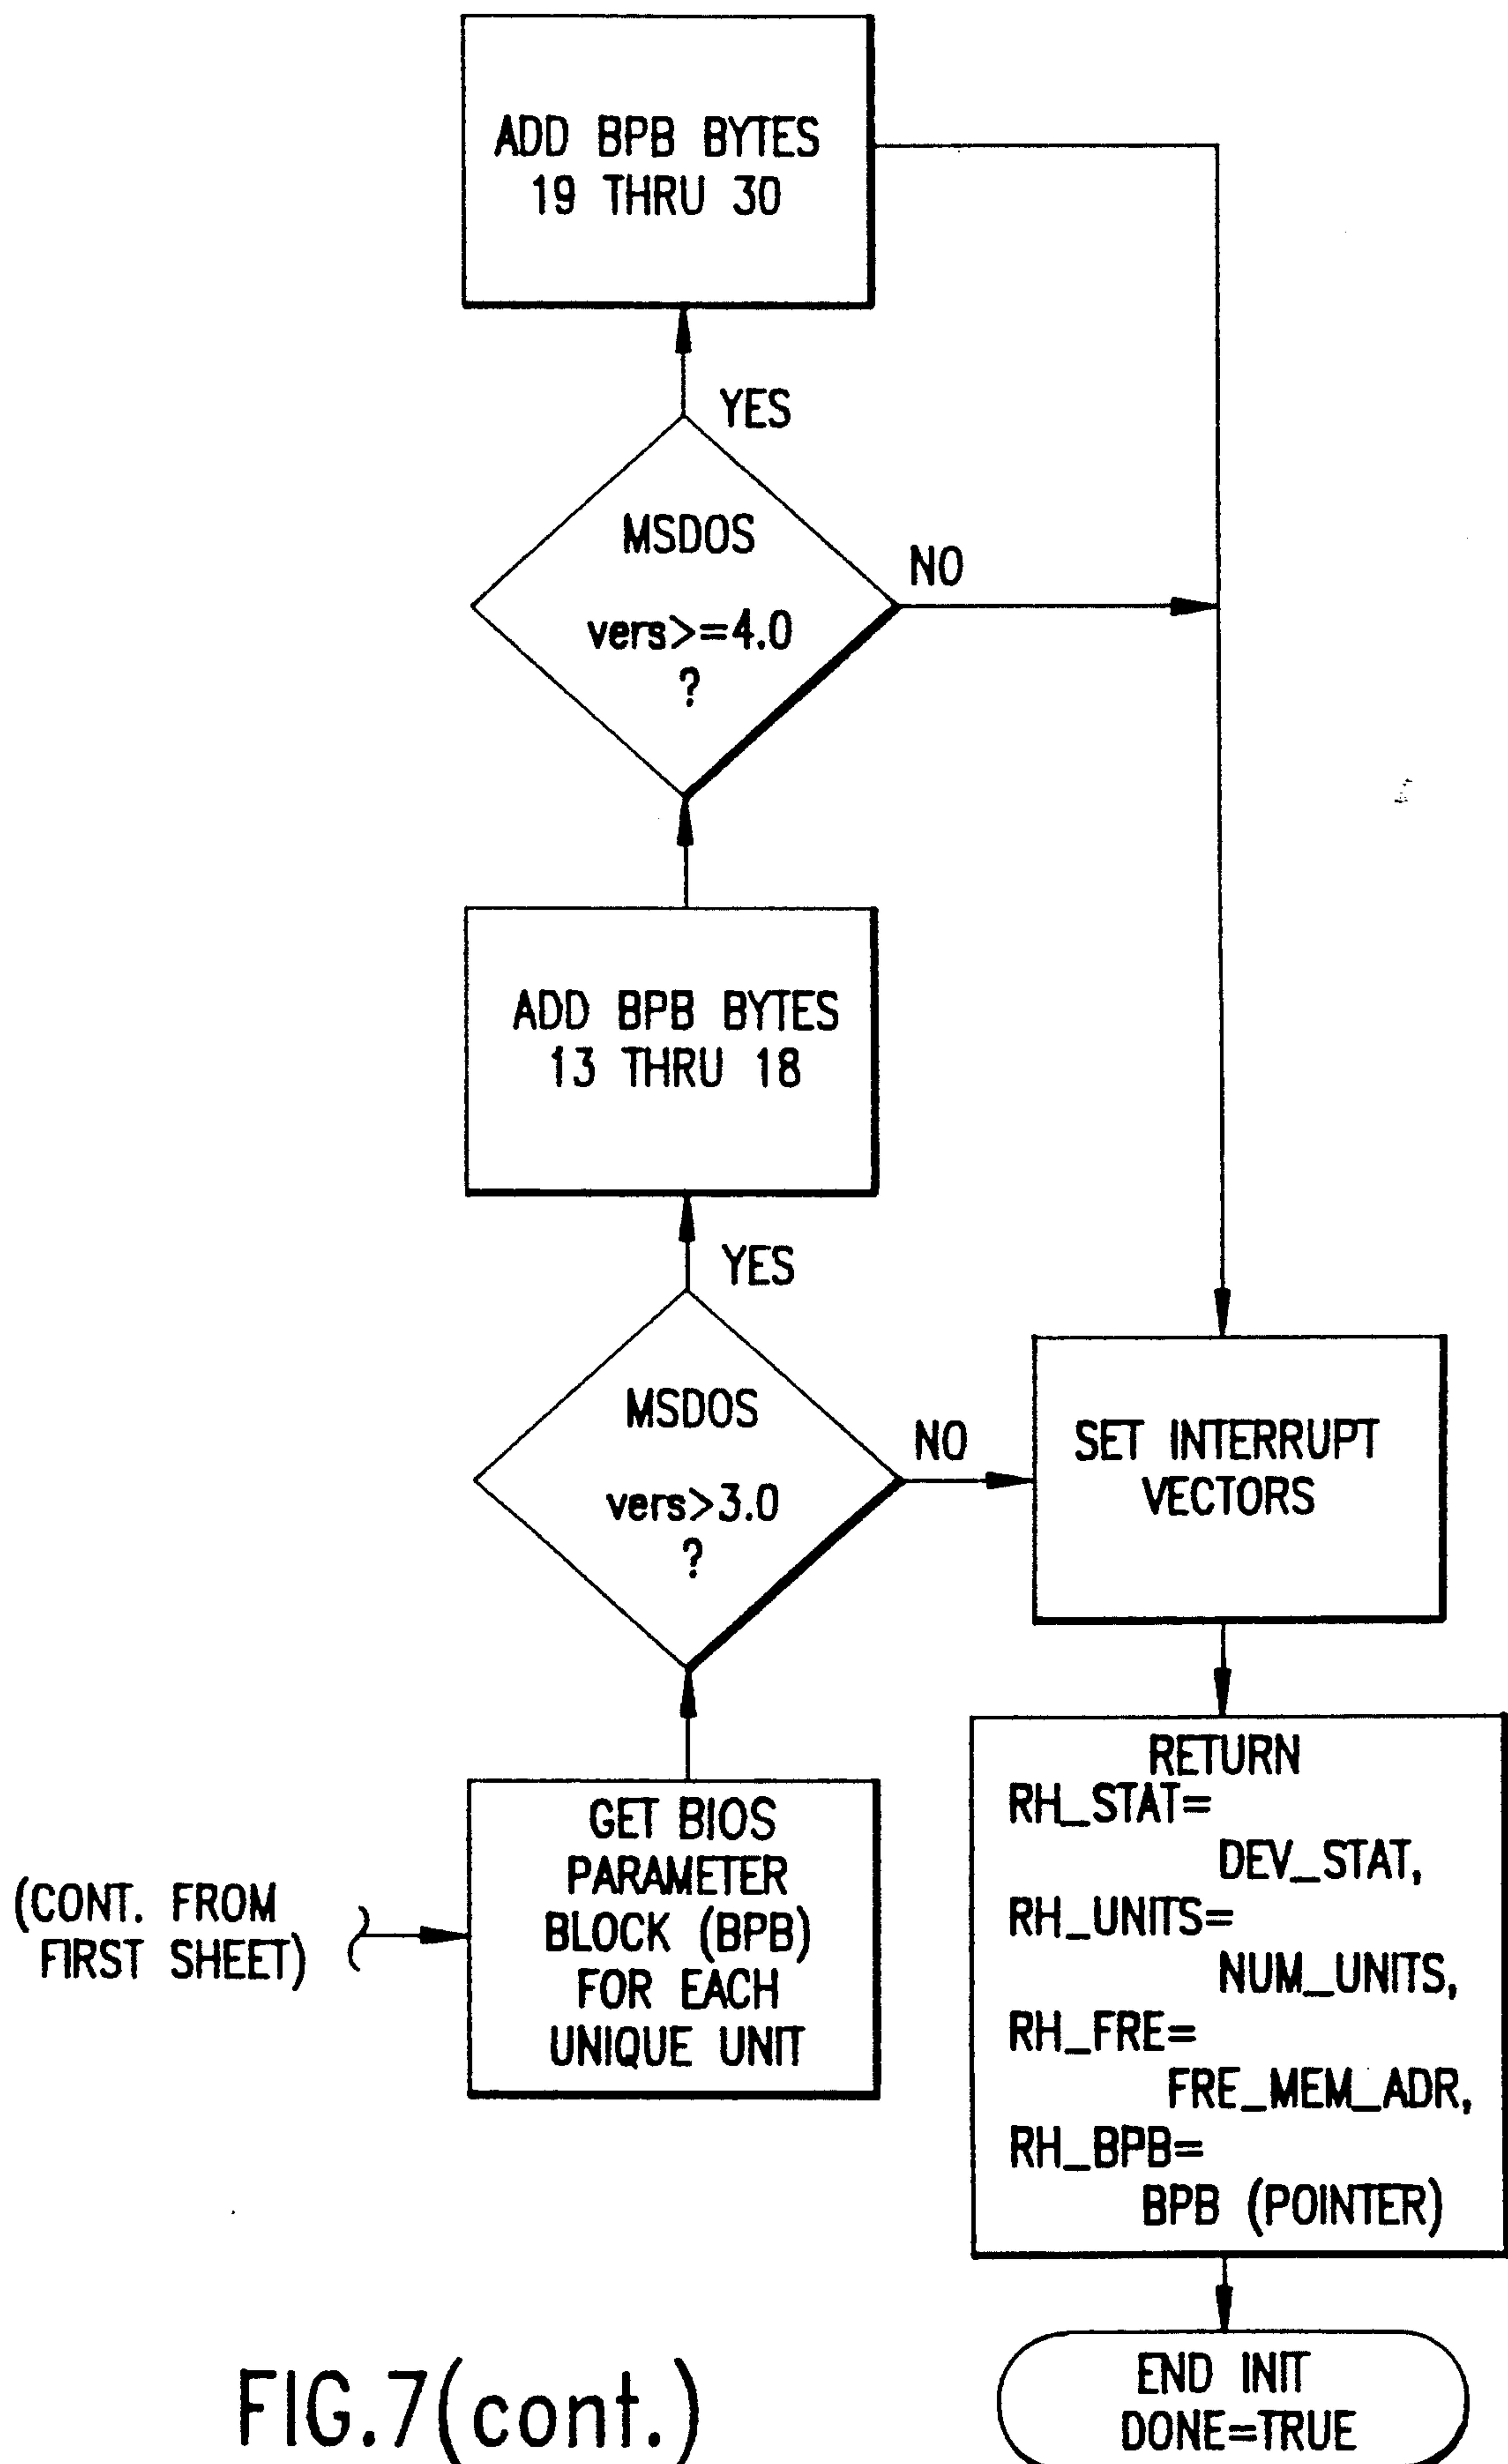 ADD BPB BYTES
19 THRU 30
YES
MSDOS
vers>=4.0
?
NO
ADD BPB BYTES
13 THRU 18
YES
MSDOS
vers>3.0
?
NO
SET INTERRUPT
VECTORS
GET BIOS
PARAMETER
BLOCK (BPB)
FOR EACH
UNIQUE UNIT
(CONT. FROM
FIRST SHEET)
RETURN
RH_STAT=
DEV_STAT,
RH_UNITS=
NUM_UNITS,
RH_FRE=
FRE_MEM_ADR,
RH_BPB=
BPB (POINTER)
END INIT
DONE=TRUE
FIG.7(cont.)